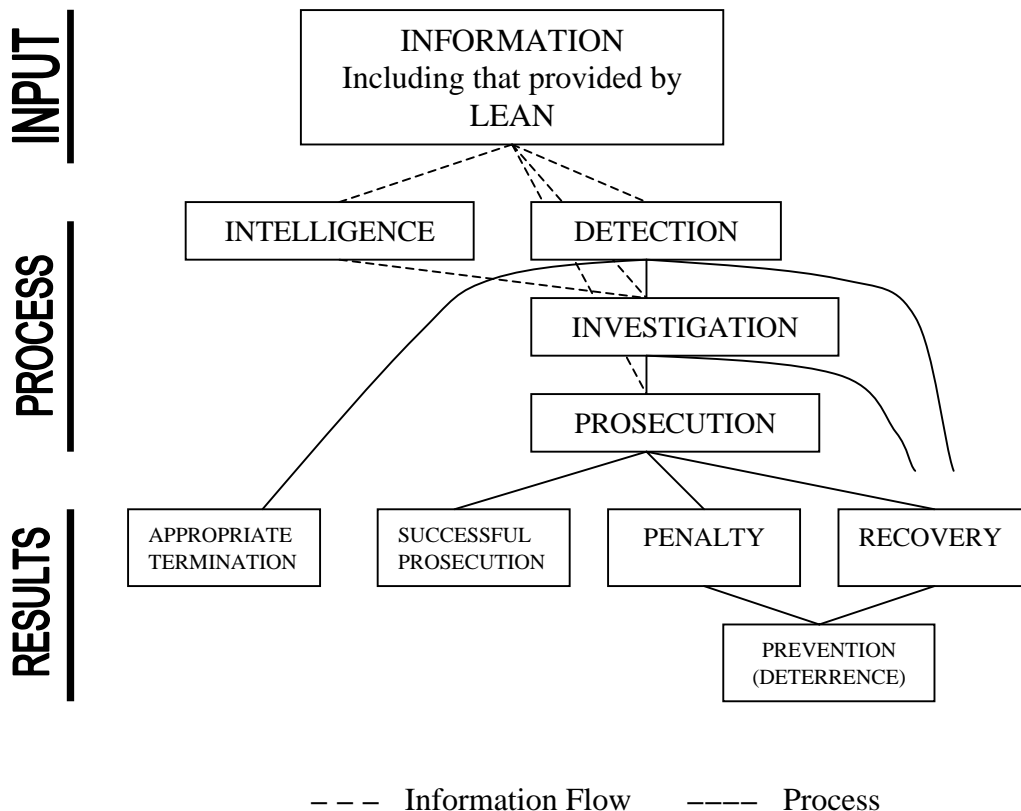 INPUT
INFORMATION
Including that provided by
LEAN
PROCESS
INTELLIGENCE
DETECTION
INVESTIGATION
PROSECUTION
RESULTS
APPROPRIATE
TERMINATION
SUCCESSFUL
PROSECUTION
PENALTY
RECOVERY
PREVENTION
(DETERRENCE)
Information Flow
Process